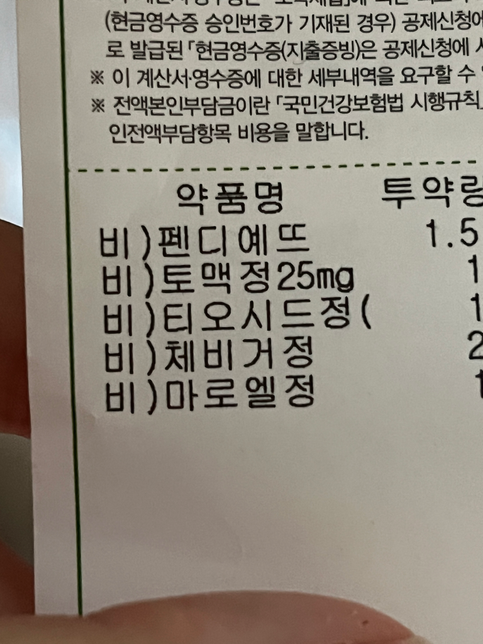 (현금영수증 승인번호가 기재된 경우) 공제신청에
로 발급된 「현금영수증(지출증빙)은 공제신청에
※ 이 계산서·영수증에 대한 세부내역을 요구할 수
※ 전액본인부담금이란 「국민건강보험법 시행규칙」
인전액부담항목 비용을 말합니다.
약품명 투약량
비)펜디예뜨 1.5
비)토맥정25mg 1
비)티오시드정( 1
비)체비거정 2
비)마로엘정 1